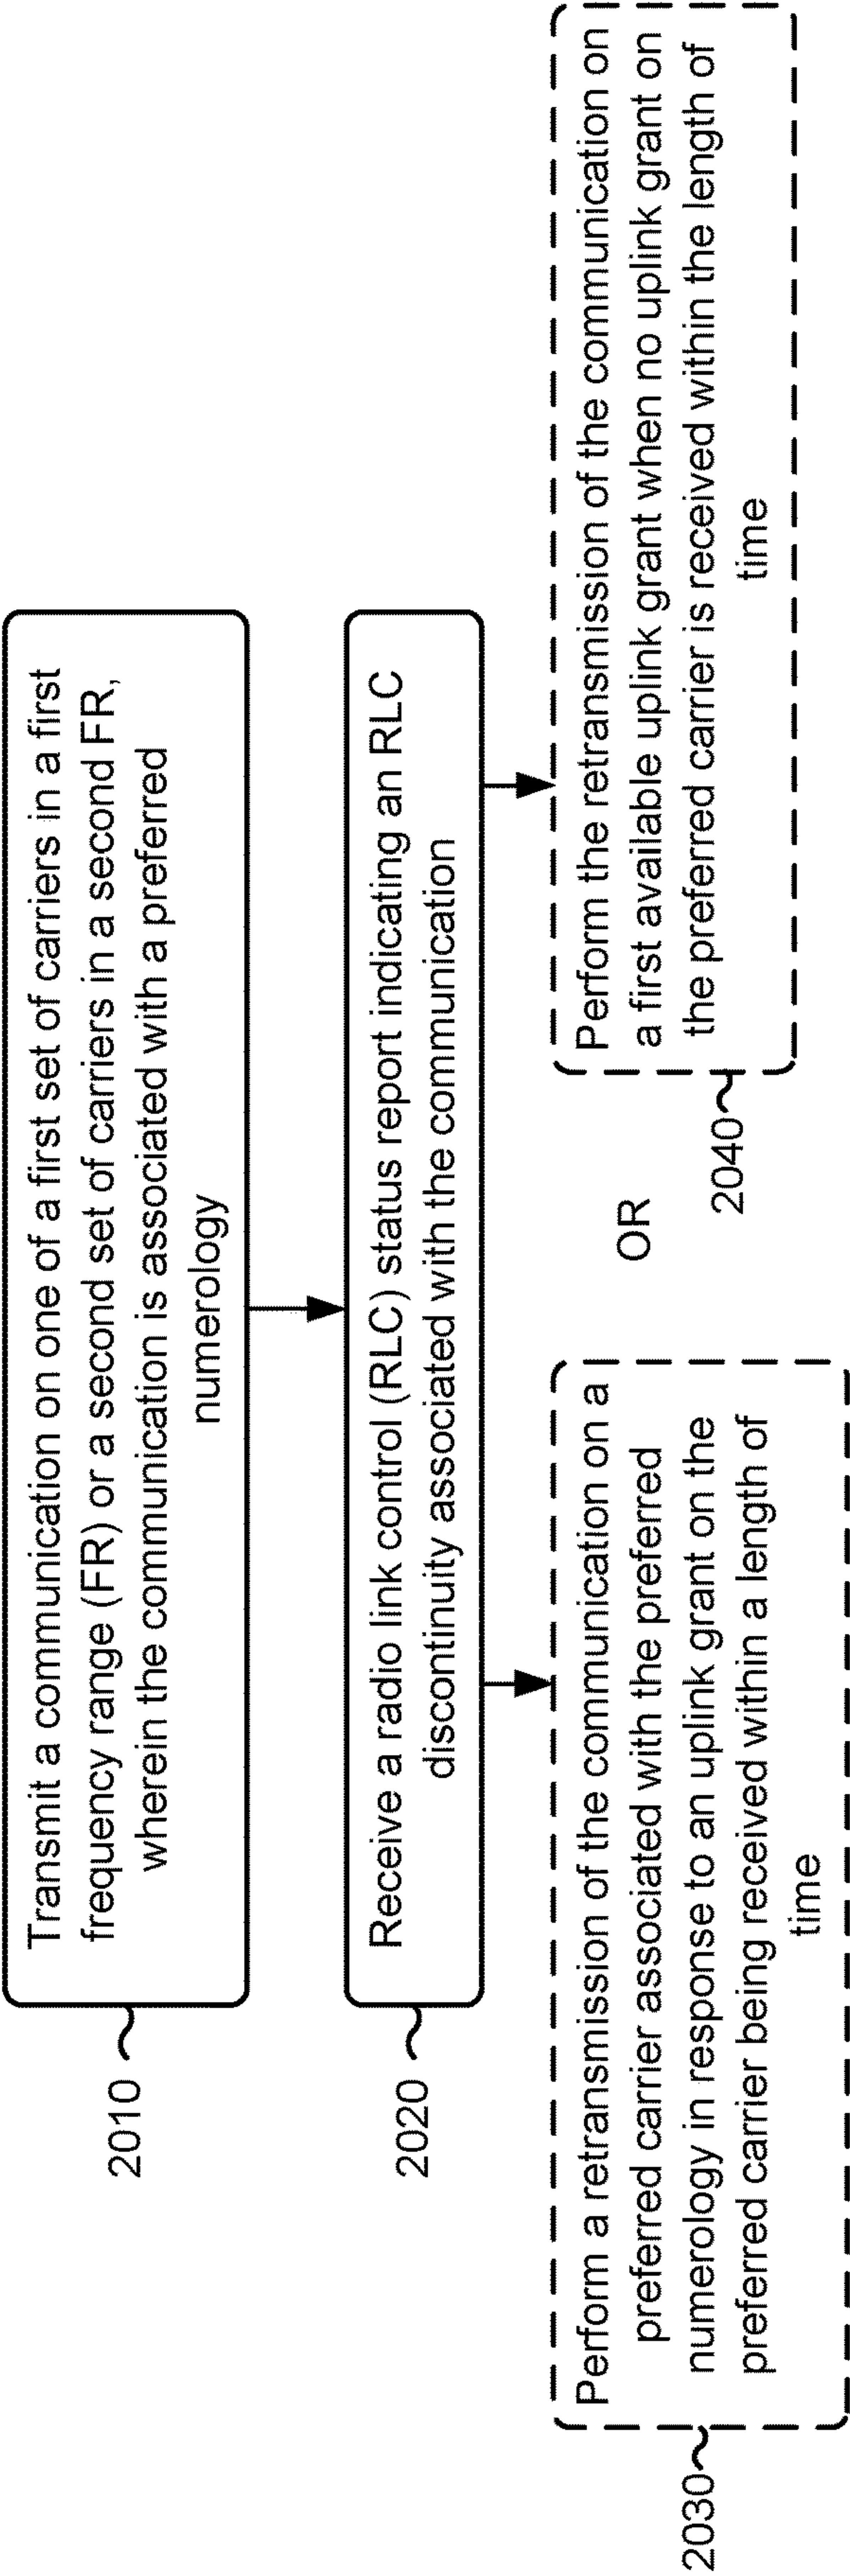 2010
Transmit a communication on one of a first set of carriers in a first
frequency range (FR) or a second set of carriers in a second FR,
wherein the communication is associated with a preferred
numerology
2020
Receive a radio link control (RLC) status report indicating an RLC
discontinuity associated with the communication
2030
Perform a retransmission of the communication on a
preferred carrier associated with the preferred
numerology in response to an uplink grant on the
preferred carrier being received within a length of
time
OR
2040
Perform the retransmission of the communication on
a first available uplink grant when no uplink grant on
the preferred carrier is received within the length of
time